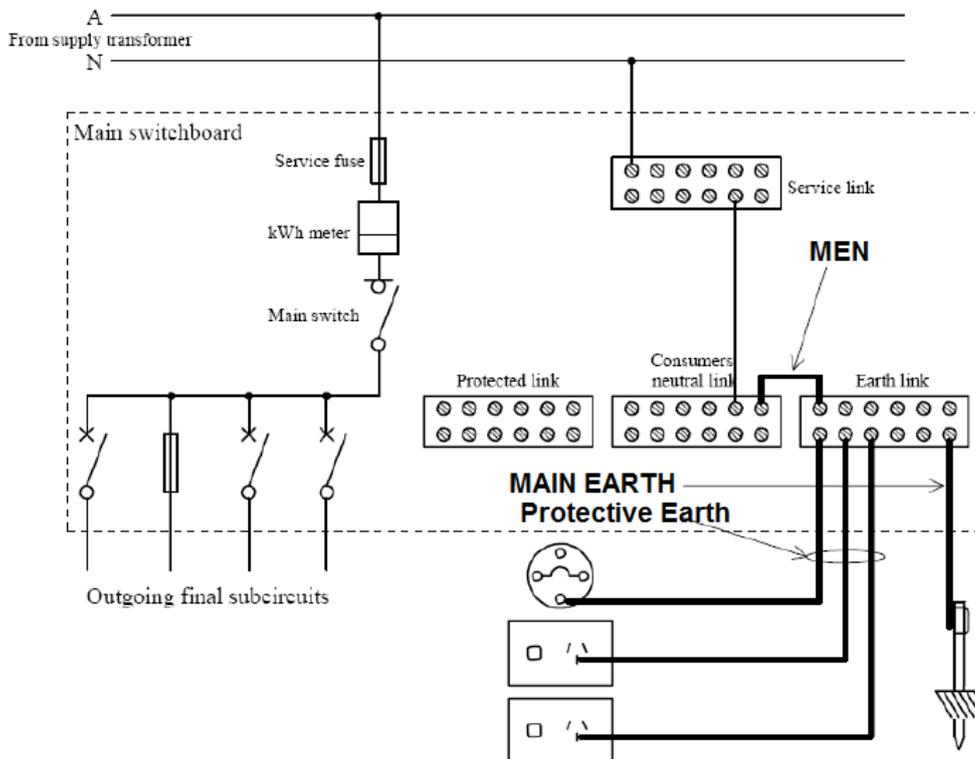 A
From supply transformer
N
Main switchboard
Service fuse
Service link
kWh meter
MEN
Main switch
Consumers
neutral link
Protected link
Earth link
MAIN EARTH
Protective Earth
Outgoing final subcircuits